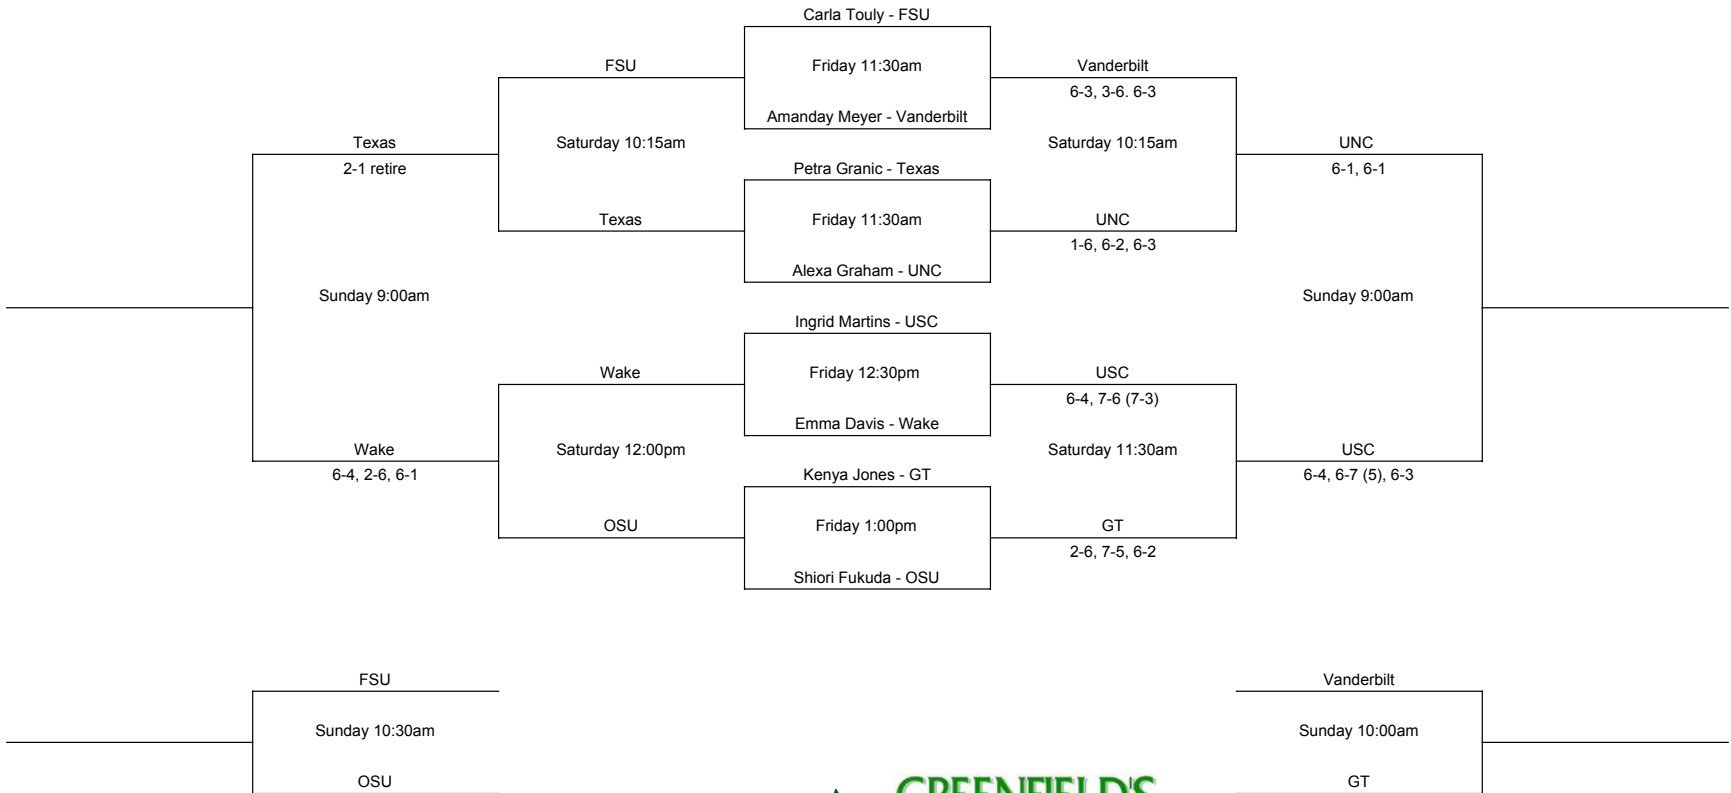 Carla Touly - FSU
FSU
Friday 11:30am
Vanderbilt
6-3, 3-6. 6-3
Amanday Meyer - Vanderbilt
Texas
Saturday 10:15am
Saturday 10:15am
UNC
2-1 retire
Petra Granic - Texas
6-1, 6-1
Texas
Friday 11:30am
UNC
1-6, 6-2, 6-3
Alexa Graham - UNC
Sunday 9:00am
Sunday 9:00am
Ingrid Martins - USC
Wake
Friday 12:30pm
USC
6-4, 7-6 (7-3)
Emma Davis - Wake
Wake
Saturday 12:00pm
Saturday 11:30am
USC
6-4, 2-6, 6-1
Kenya Jones - GT
6-4, 6-7 (5), 6-3
OSU
Friday 1:00pm
GT
2-6, 7-5, 6-2
Shiori Fukuda - OSU
FSU
Vanderbilt
Sunday 10:30am
Sunday 10:00am
OSU
GREENFIELD'S
GT